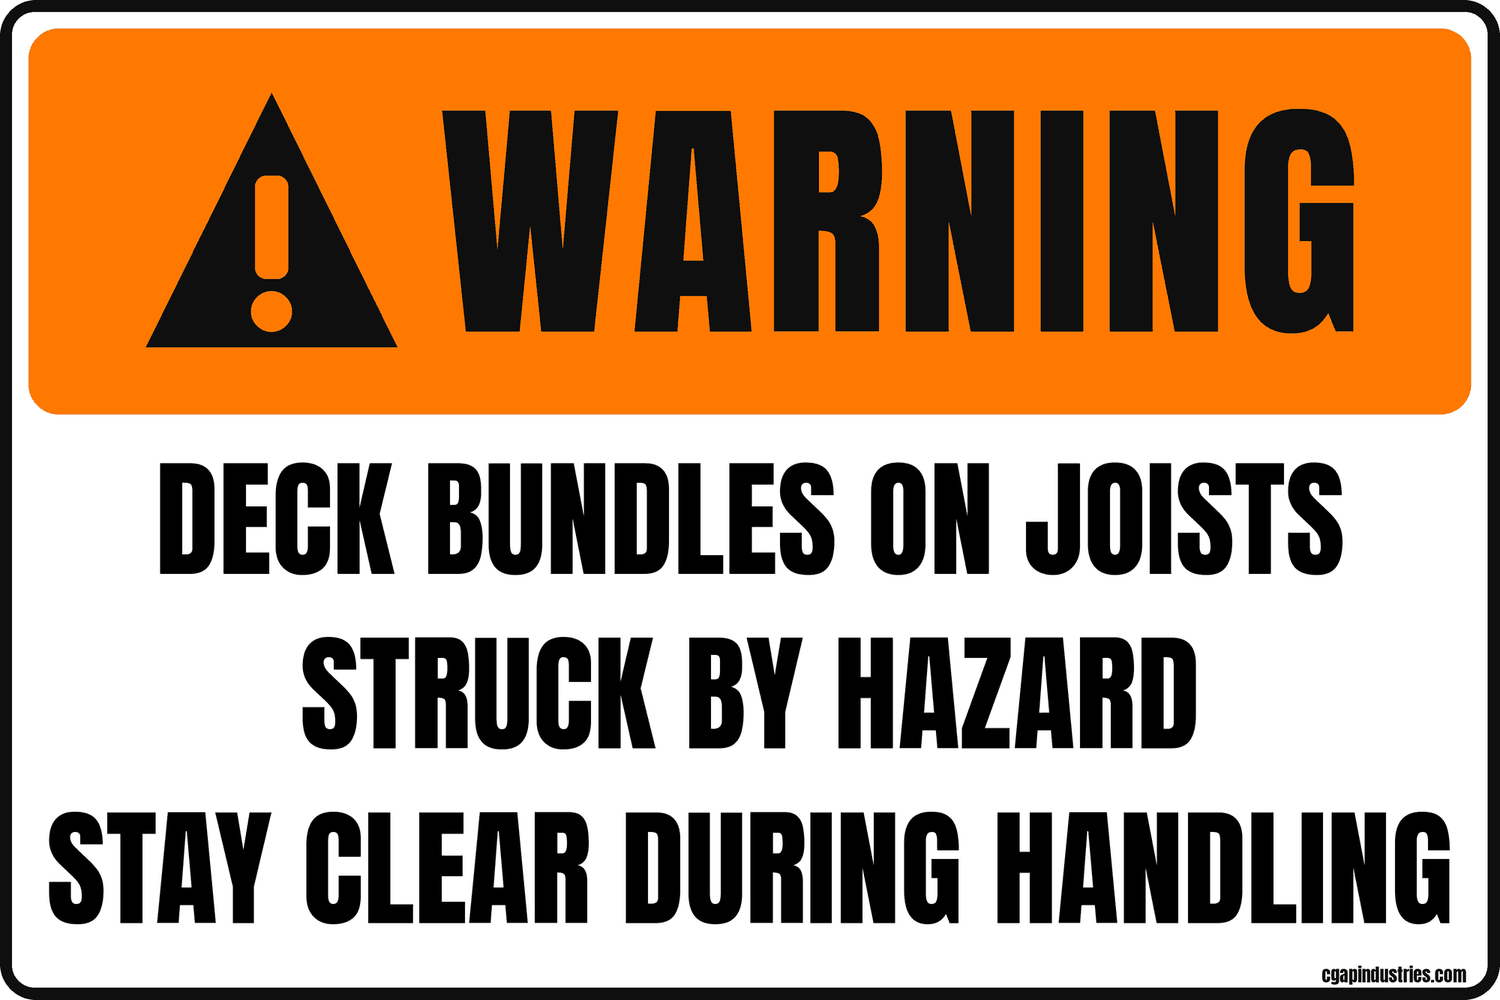 WARNING
DECK BUNDLES ON JOISTS
STRUCK BY HAZARD
STAY CLEAR DURING HANDLING
cgapindustries.com